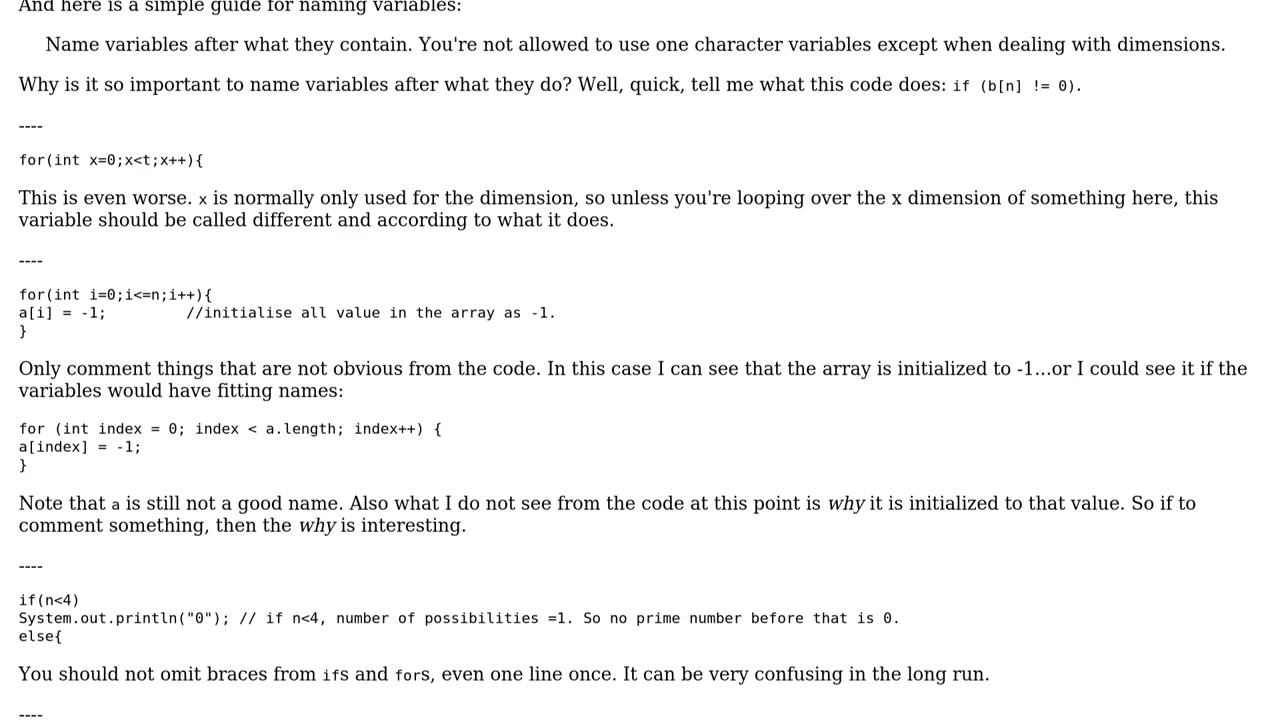 And here is a simple guide for naming variables:
Name variables after what they contain. You're not allowed to use one character variables except when dealing with dimensions.
Why is it so important to name variables after what they do? Well, quick, tell me what this code does: if (b[n] != 0).
----
for(int x=0;x<t;x++){
This is even worse. x is normally only used for the dimension, so unless you're looping over the x dimension of something here, this
variable should be called different and according to what it does.
----
for(int i=0;i<=n;i++){
a[i] = -1;         //initialise all value in the array as -1.
}
Only comment things that are not obvious from the code. In this case I can see that the array is initialized to -1...or I could see it if the
variables would have fitting names:
for (int index = 0; index < a.length; index++) {
a[index] = -1;
}
Note that a is still not a good name. Also what I do not see from the code at this point is why it is initialized to that value. So if to
comment something, then the why is interesting.
----
if(n<4)
System.out.println("0"); // if n<4, number of possibilities =1. So no prime number before that is 0.
else{
You should not omit braces from ifs and fors, even one line once. It can be very confusing in the long run.
----